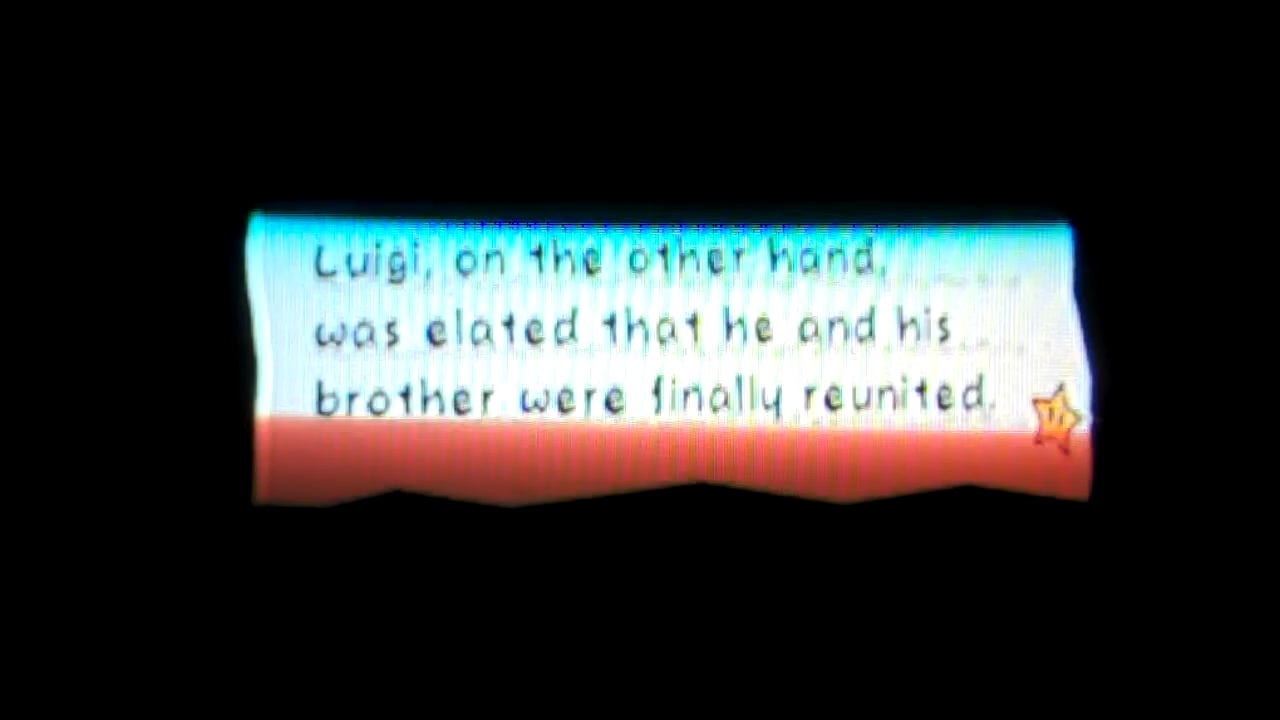 Luigi, on the other hand,
was elated that he and his
brother were finally reunited.